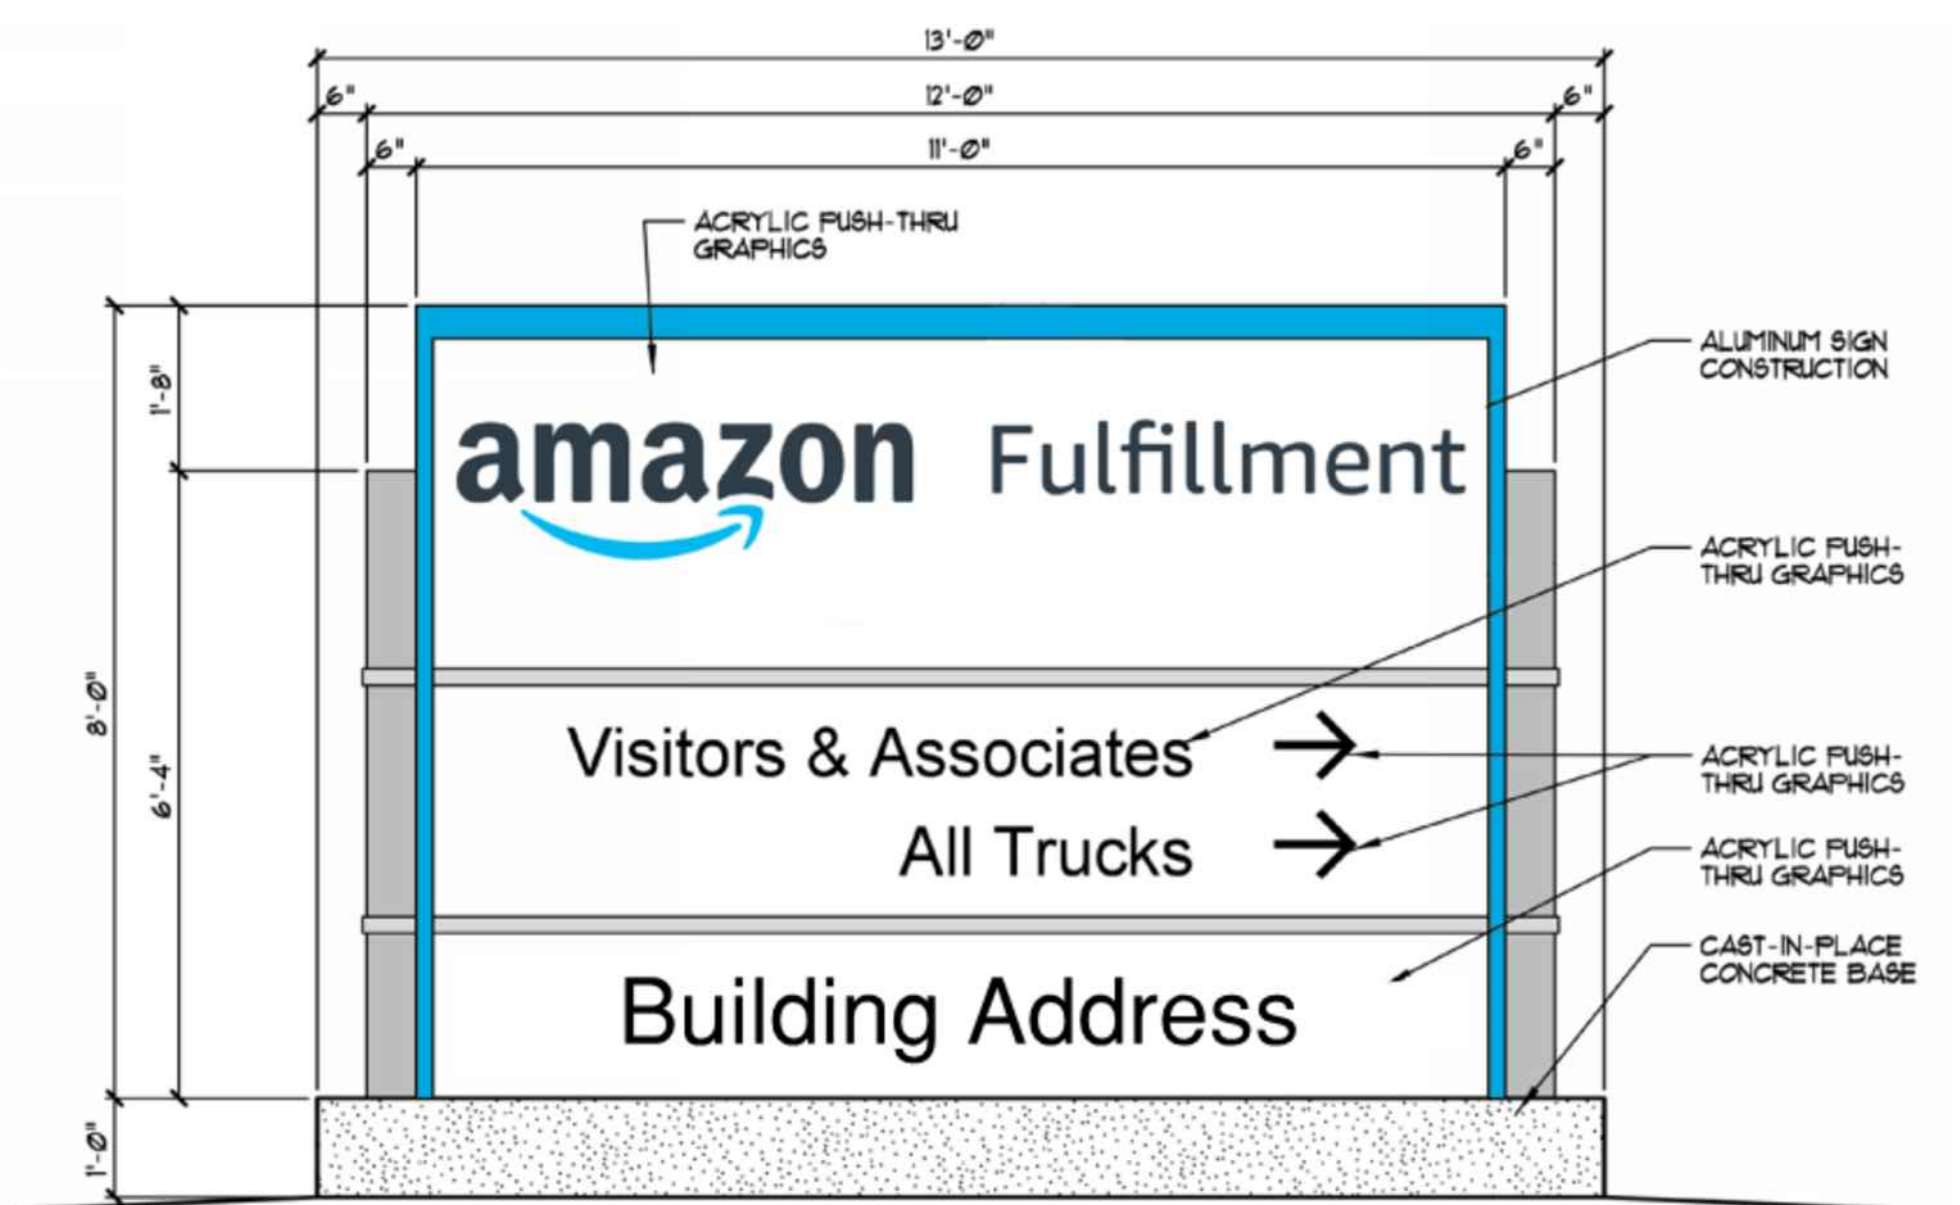 13'-0"
6" 12'-0" 6"
6" 11'-0" 6"
ACRYLIC PUSH-THRU
GRAPHICS
ALUMINUM SIGN
CONSTRUCTION
1'-8"
amazon Fulfillment
ACRYLIC PUSH-
THRU GRAPHICS
8'-0"
6'-4"
Visitors & Associates →
ACRYLIC PUSH-
THRU GRAPHICS
All Trucks →
ACRYLIC PUSH-
THRU GRAPHICS
CAST-IN-PLACE
CONCRETE BASE
Building Address
1'-0"